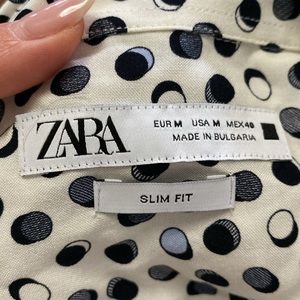 ZARA
EUR M USA M MEX 40
MADE IN BULGARIA
SLIM FIT